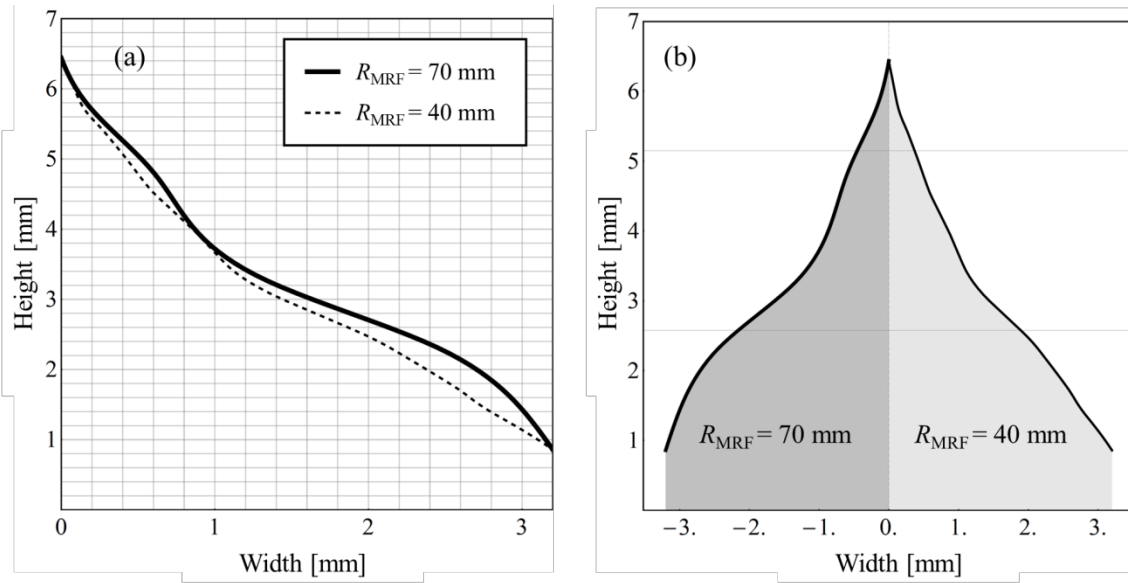 (a)
R_MRF = 70 mm
R_MRF = 40 mm
7
6
5
4
3
2
1
Height [mm]
0 1 2 3
Width [mm]
(b)
7
6
5
4
3
2
1
Height [mm]
R_MRF = 70 mm
R_MRF = 40 mm
−3. −2. −1. 0. 1. 2. 3.
Width [mm]